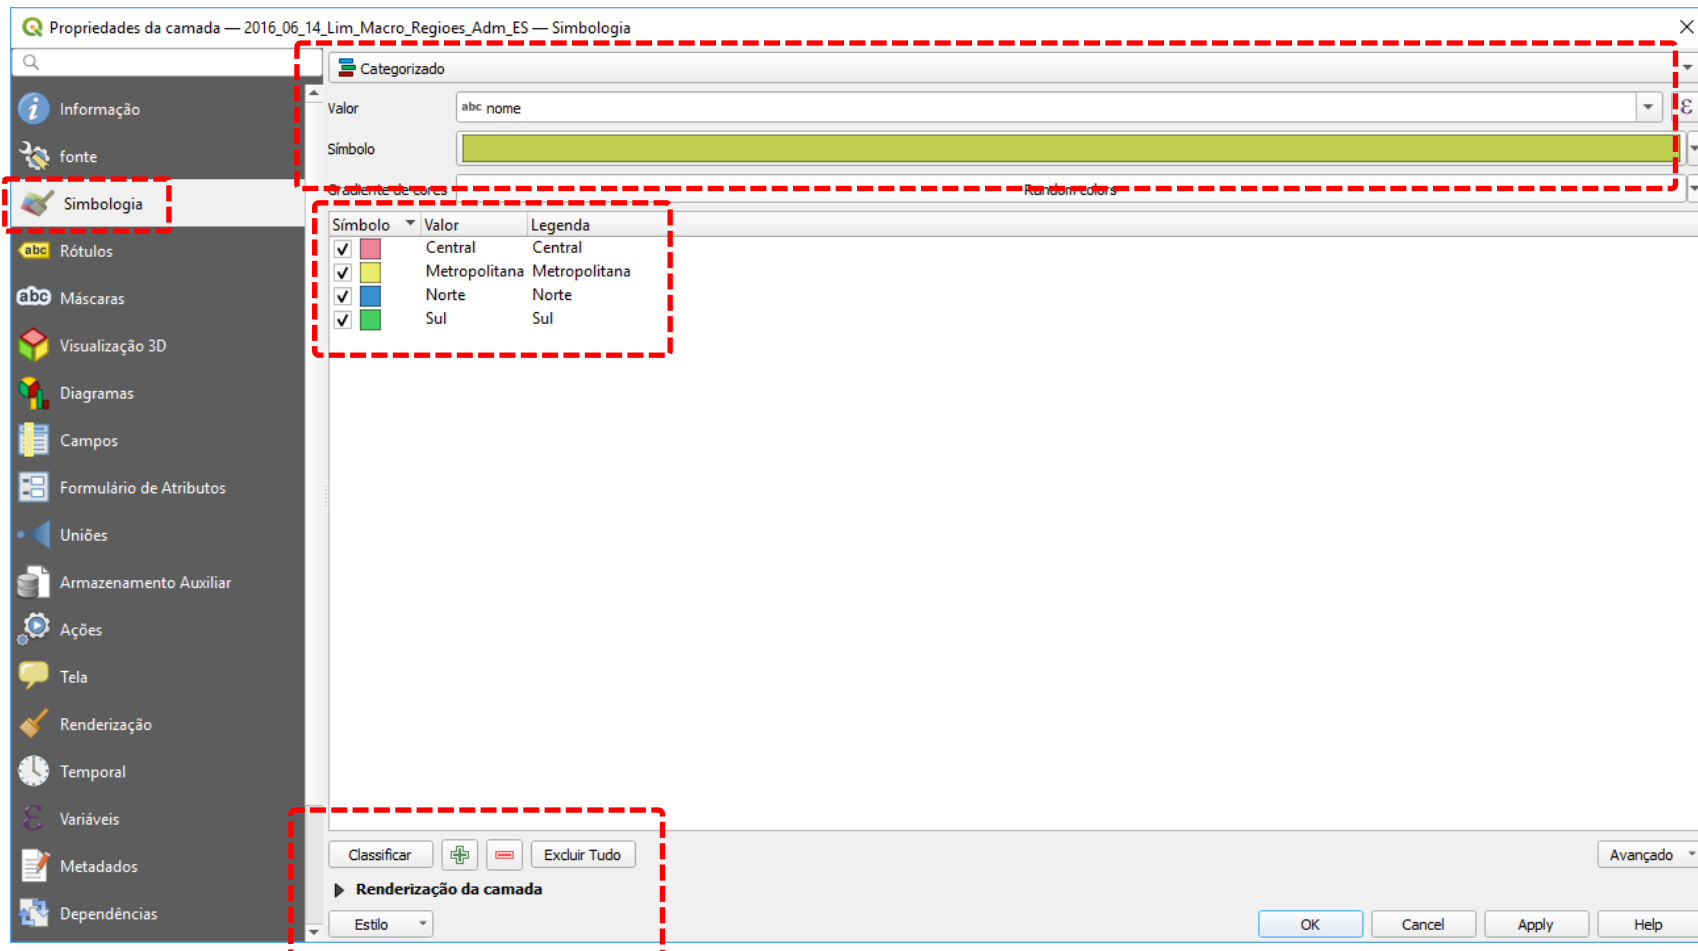 Propriedades da camada — 2016_06_14_Lim_Macro_Regioes_Adm_ES — Simbologia
Categorizado
Informação
Valor
abc nome
ε
fonte
Símbolo
Simbologia
Gradiente de cores
Random colors
Símbolo Valor Legenda
Central Central
Metropolitana Metropolitana
Norte Norte
Sul Sul
abc Rótulos
abc Máscaras
Visualização 3D
Diagramas
Campos
Formulário de Atributos
Uniões
Armazenamento Auxiliar
Ações
Tela
Renderização
Temporal
ε Variáveis
Metadados
Dependências
Classificar
Excluir Tudo
Avançado
Renderização da camada
Estilo
OK
Cancel
Apply
Help